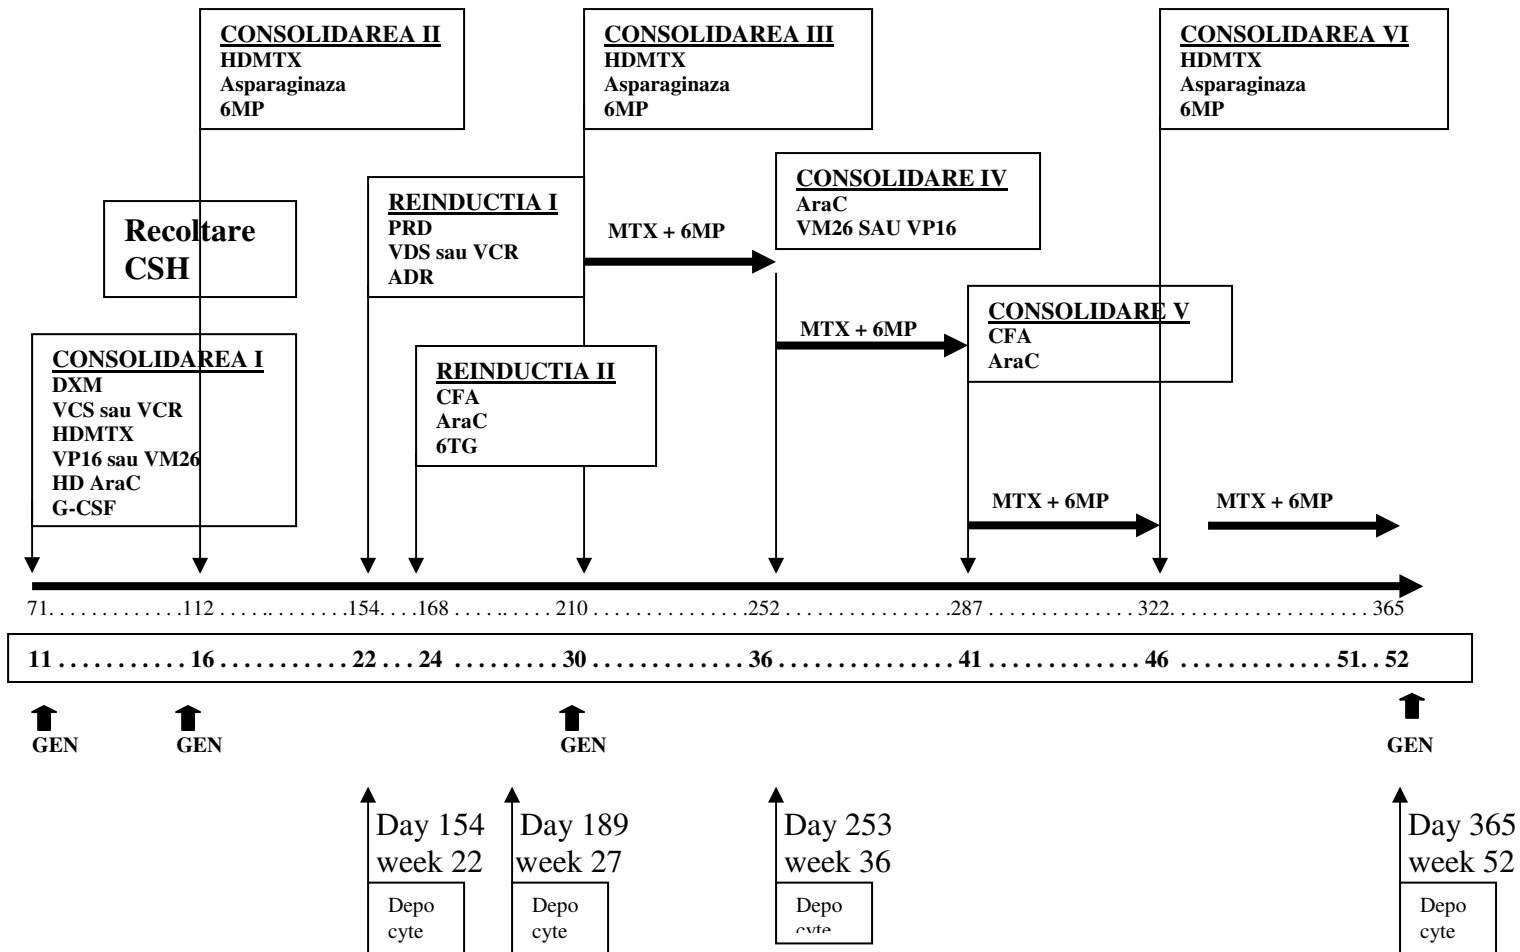 CONSOLIDAREA II
HDMTX
Asparaginaza
6MP
CONSOLIDAREA III
HDMTX
Asparaginaza
6MP
CONSOLIDAREA VI
HDMTX
Asparaginaza
6MP
CONSOLIDARE IV
AraC
VM26 SAU VP16
REINDUCTIA I
PRD
VDS sau VCR
ADR
MTX + 6MP
Recoltare
CSH
CONSOLIDARE V
CFA
AraC
MTX + 6MP
CONSOLIDAREA I
DXM
VCS sau VCR
HDMTX
VP16 sau VM26
HD AraC
G-CSF
REINDUCTIA II
CFA
AraC
6TG
MTX + 6MP
MTX + 6MP
71. . . . . . . . . . . . .112 . . . . . .. . . . . . . .154. . . .168 . . . . .. . . . . 210 . . . . . . . . . . . . . . .252 . . . . . . . . . . . . . . .287 . . . . . . . . . . . . . . 322. . . . . . . . . . . . . . . . . . 365
11 . . . . . . . . . . . 16 . . . . . . . . . . . 22 . . . 24 . . . . . . . . . 30 . . . . . . . . . . . . . 36 . . . . . . . . . . . . . . . 41 . . . . . . . . . . . . 46 . . . . . . . . . . . . . 51. . 52
GEN
GEN
GEN
GEN
Day 154
week 22
Depo
cyte
Day 189
week 27
Depo
cyte
Day 253
week 36
Depo
cyte
Day 365
week 52
Depo
cyte